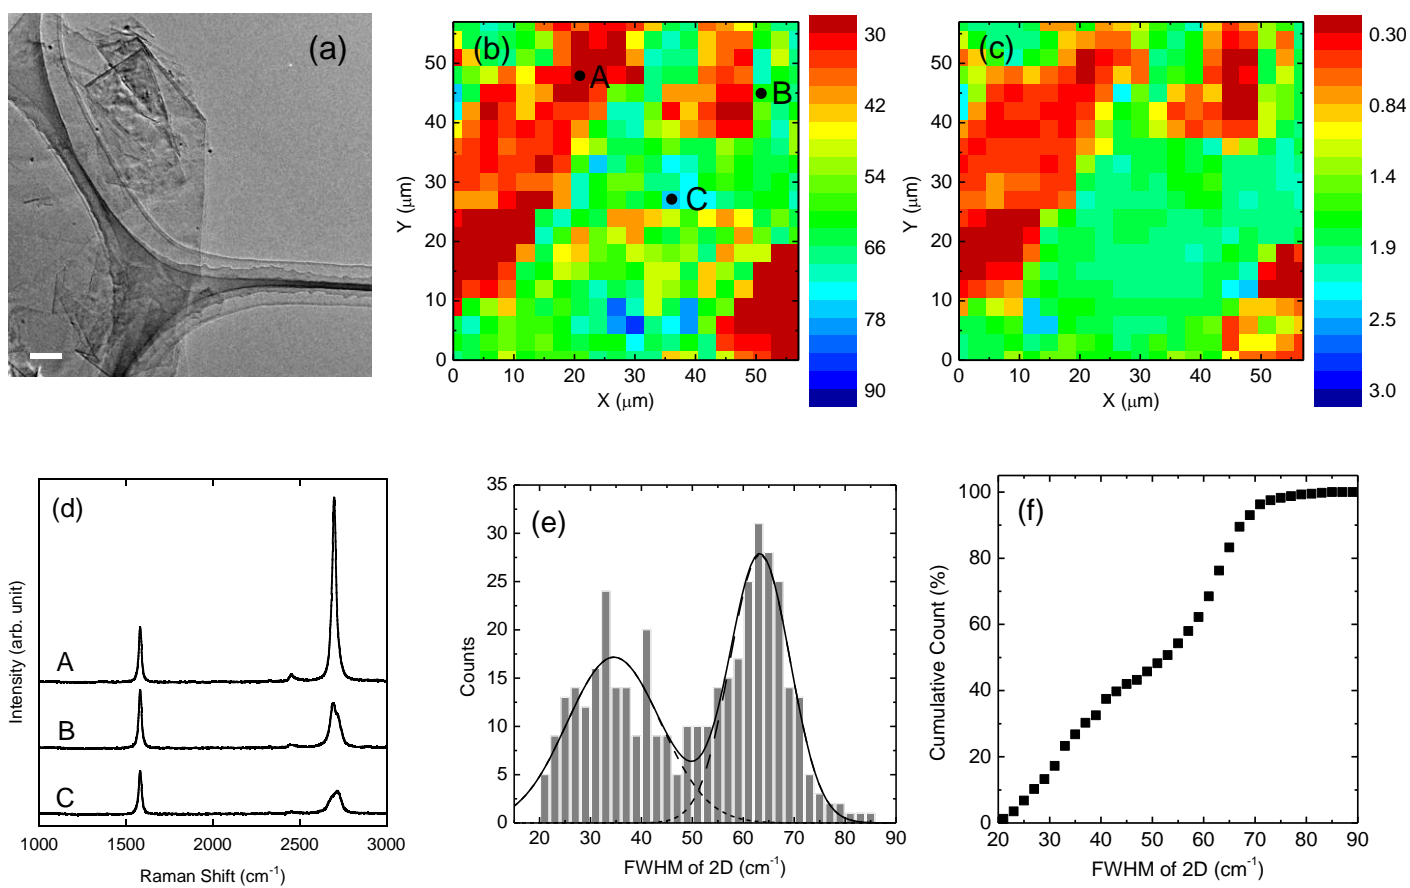 (a)
(b)
A
B
C
50
40
30
20
10
0
Y (μm)
0 10 20 30 40 50
X (μm)
30
42
54
66
78
90
(c)
50
40
30
20
10
0
Y (μm)
0 10 20 30 40 50
X (μm)
0.30
0.84
1.4
1.9
2.5
3.0
(d)
A
B
C
Intensity (arb. unit)
1000 1500 2000 2500 3000
Raman Shift (cm-1)
(e)
35
30
25
20
15
10
5
0
Counts
20 30 40 50 60 70 80 90
FWHM of 2D (cm-1)
(f)
100
80
60
40
20
0
Cumulative Count (%)
20 30 40 50 60 70 80 90
FWHM of 2D (cm-1)